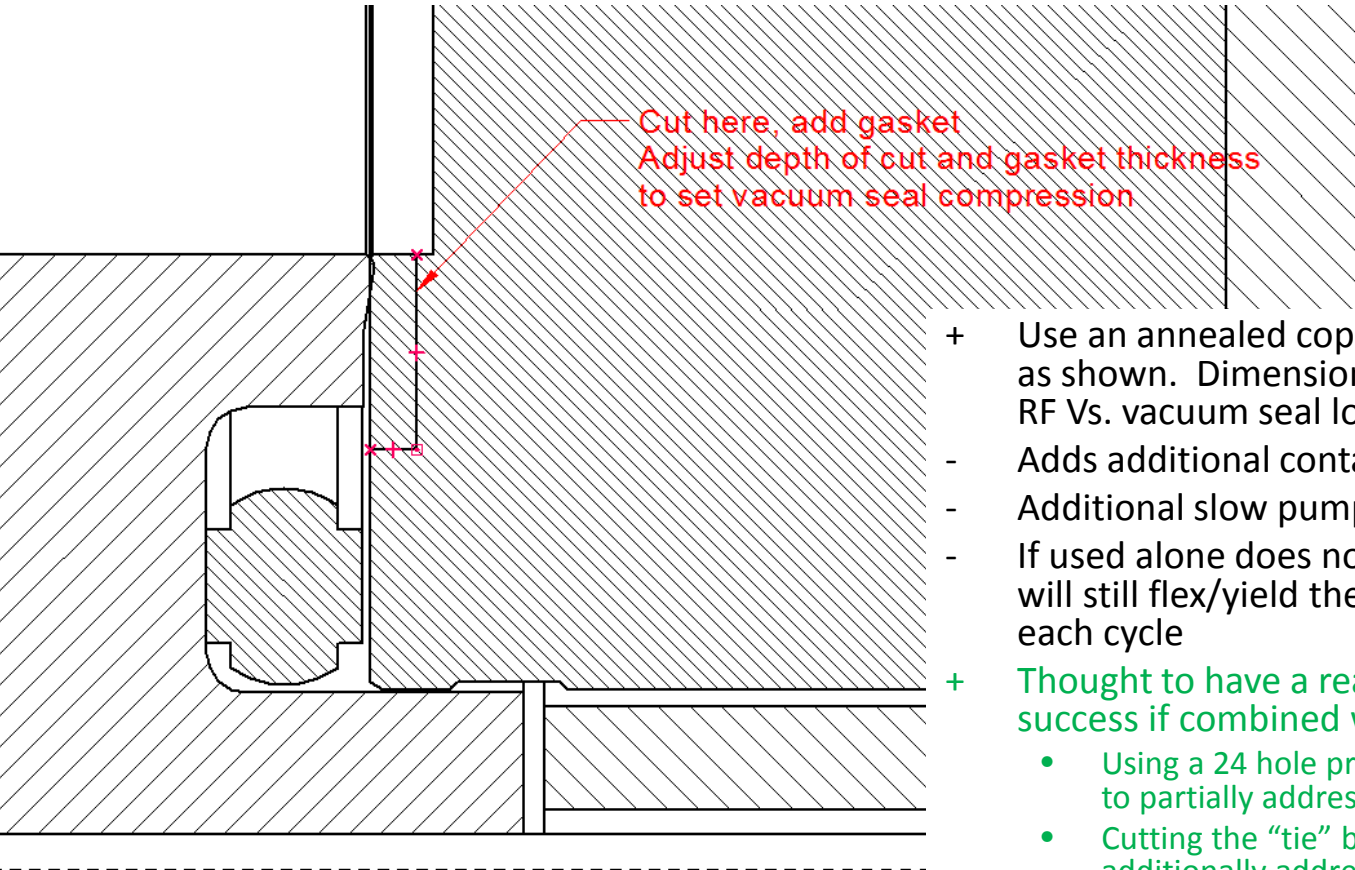 Cut here, add gasket
Adjust depth of cut and gasket thickness
to set vacuum seal compression
+ Use an annealed cop
as shown. Dimension
RF Vs. vacuum seal lo
- Adds additional conta
- Additional slow pump
- If used alone does no
will still flex/yield the
each cycle
+ Thought to have a rea
success if combined w
• Using a 24 hole pr
to partially addres
• Cutting the “tie” b
additionally addre